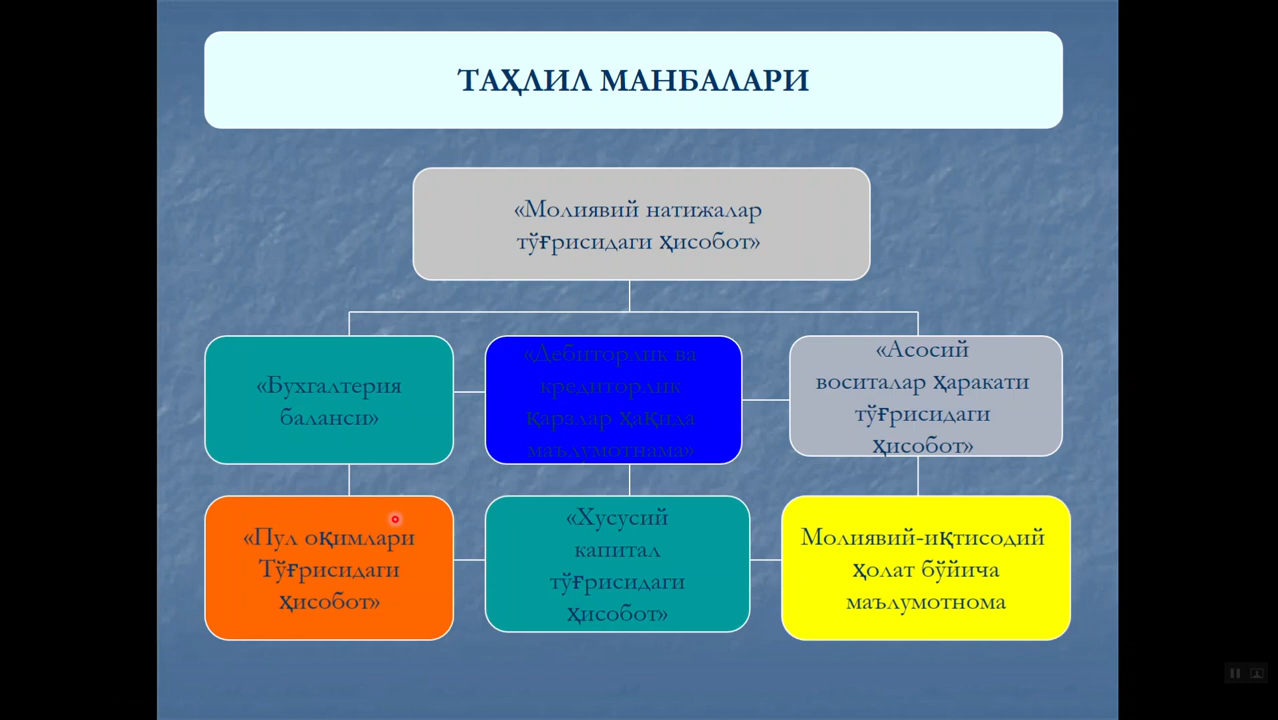 ТАҲЛИЛ МАНБАЛАРИ
«Молиявий натижалар
тўғрисидаги ҳисобот»
«Бухгалтерия
баланси»
«Дебиторлик ва
кредиторлик
қарзлар ҳақида
маълумотнама»
«Асосий
воситалар ҳаракати
тўғрисидаги
ҳисобот»
«Пул оқимлари
Тўғрисидаги
ҳисобот»
«Хусусий
капитал
тўғрисидаги
ҳисобот»
Молиявий-иқтисодий
ҳолат бўйича
маълумотнома